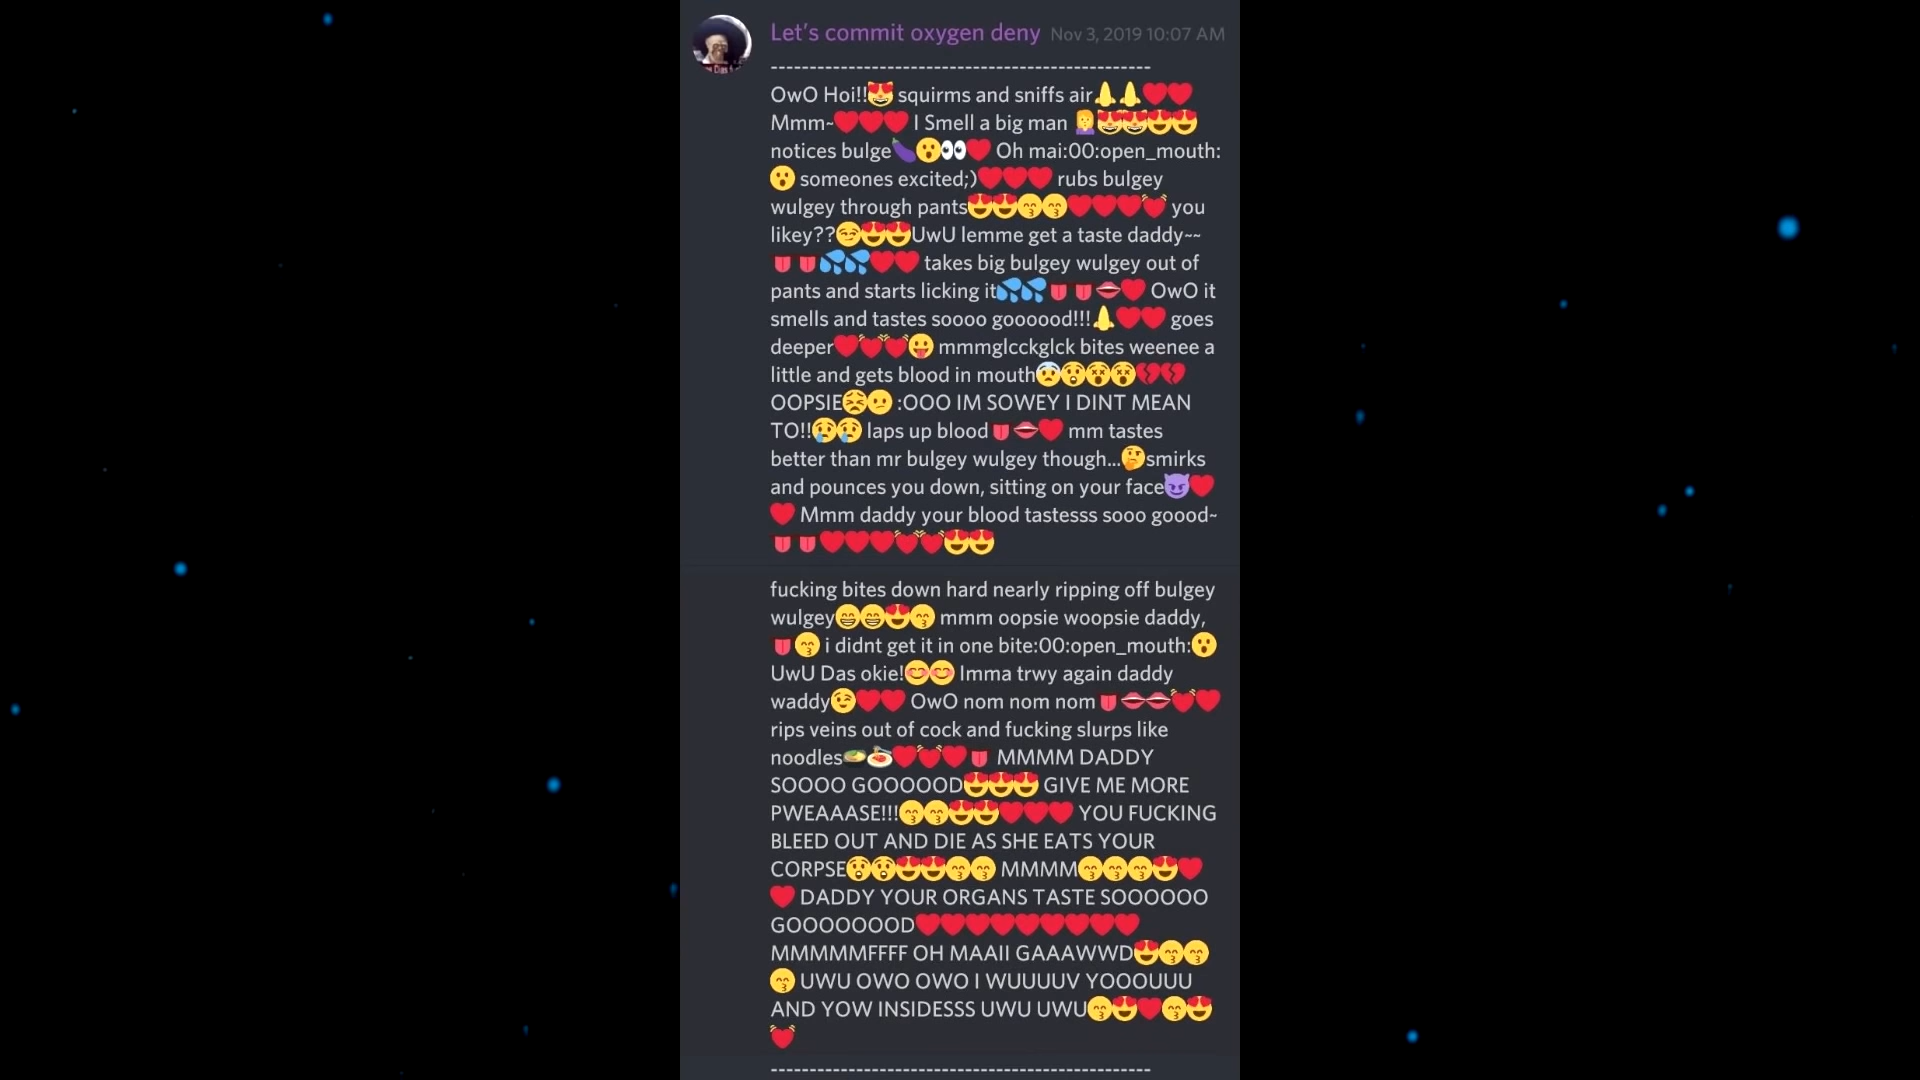 Let's commit oxygen deny Nov 3, 2019 10:07 AM
-----------------------------------------------
OwO Hoi!!😻 squirms and sniffs air👃👃❤️❤️
Mmm~❤️❤️❤️ I Smell a big man 💁😻😻😍😍
notices bulge🍆😮👀❤️ Oh mai:00:open_mouth:
😮 someones excited;)❤️❤️❤️ rubs bulgey
wulgey through pants😍😍😙😙❤️❤️❤️💓 you
likey??😏😍😍UwU lemme get a taste daddy~~
👅👅💦💦❤️❤️ takes big bulgey wulgey out of
pants and starts licking it💦💦👅👅👄❤️ OwO it
smells and tastes soooo goooood!!!👃❤️❤️ goes
deeper❤️💓💓😛 mmmglcckglck bites weenee a
little and gets blood in mouth😨😲😵😵💔💔
OOPSIE😣😕 :OOO IM SOWEY I DINT MEAN
TO!!😢😢 laps up blood👅👄❤️ mm tastes
better than mr bulgey wulgey though...🤔smirks
and pounces you down, sitting on your face😈❤️
❤️ Mmm daddy your blood tastesss sooo goood~
👅👅❤️❤️❤️💓💓😍😍
fucking bites down hard nearly ripping off bulgey
wulgey😁😁😍😙 mmm oopsie woopsie daddy,
👅😙 i didnt get it in one bite:00:open_mouth:😮
UwU Das okie!😊😊 Imma trwy again daddy
waddy😉❤️❤️ OwO nom nom nom👅👄👄💓❤️
rips veins out of cock and fucking slurps like
noodles🍜🍝❤️💓❤️👅 MMMM DADDY
SOOOO GOOOOOD😍😍😍 GIVE ME MORE
PWEAAASE!!!😙😙😍😍❤️❤️❤️ YOU FUCKING
BLEED OUT AND DIE AS SHE EATS YOUR
CORPSE😲😲😍😍😙😙 MMMM😙😙😙😍❤️
❤️ DADDY YOUR ORGANS TASTE SOOOOOO
GOOOOOOOD❤️❤️❤️❤️❤️❤️❤️❤️❤️
MMMMMFFFF OH MAAII GAAAWWD😍😙😙
😙 UWU OWO OWO I WUUUUV YOOOUUU
AND YOW INSIDESSS UWU UWU😙😍❤️😙😍
💓
-----------------------------------------------